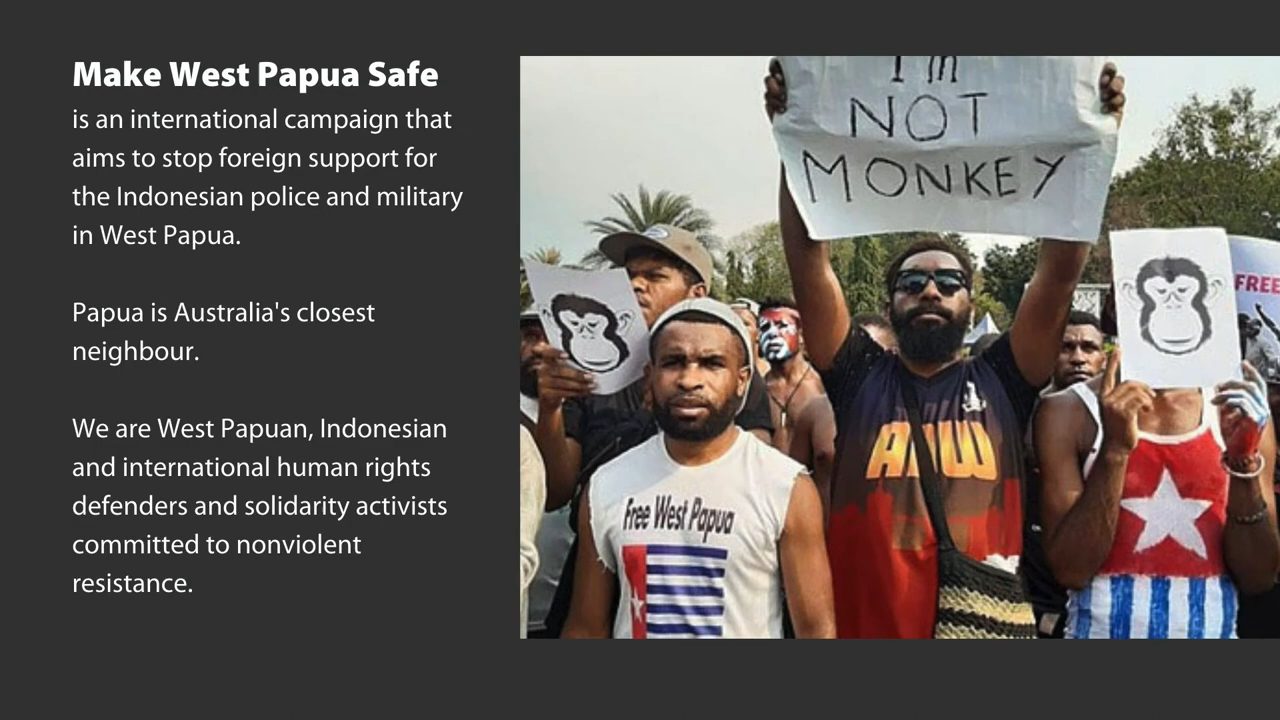 Make West Papua Safe
is an international campaign that
aims to stop foreign support for
the Indonesian police and military
in West Papua.
Papua is Australia's closest
neighbour.
We are West Papuan, Indonesian
and international human rights
defenders and solidarity activists
committed to nonviolent
resistance.
I'm
NOT
MONKEY
FREE
Free West Papua